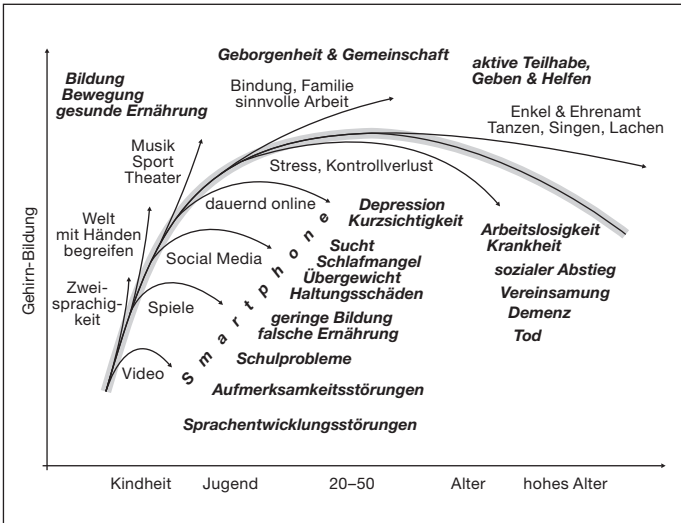 Geborgenheit & Gemeinschaft
aktive Teilhabe,
Geben & Helfen
Bildung
Bewegung
gesunde Ernährung
Bindung, Familie
sinnvolle Arbeit
Enkel & Ehrenamt
Tanzen, Singen, Lachen
Musik
Sport
Theater
Stress, Kontrollverlust
dauernd online
Depression
Kurzsichtigkeit
Welt
mit Händen
begreifen
Arbeitslosigkeit
Krankheit
Social Media
Sucht
Schlafmangel
Übergewicht
Haltungsschäden
sozialer Abstieg
Vereinsamung
Demenz
Tod
Zwei-
sprachig-
keit
Spiele
Smartphone
geringe Bildung
falsche Ernährung
Schulprobleme
Video
Aufmerksamkeitsstörungen
Sprachentwicklungsstörungen
Gehirn-Bildung
Kindheit Jugend 20–50 Alter hohes Alter